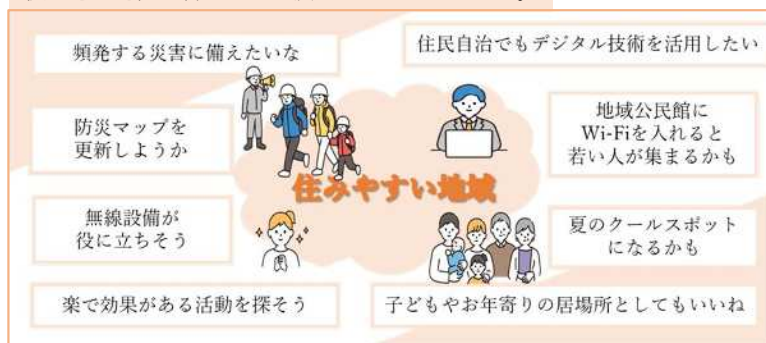 頻発する災害に備えたいな
住民自治でもデジタル技術を活用したい
防災マップを
更新しようか
地域公民館に
Wi-Fiを入れると
若い人が集まるかも
住みやすい地域
無線設備が
役に立ちそう
夏のクールスポット
になるかも
楽で効果がある活動を探そう
子どもやお年寄りの居場所としてもいいね